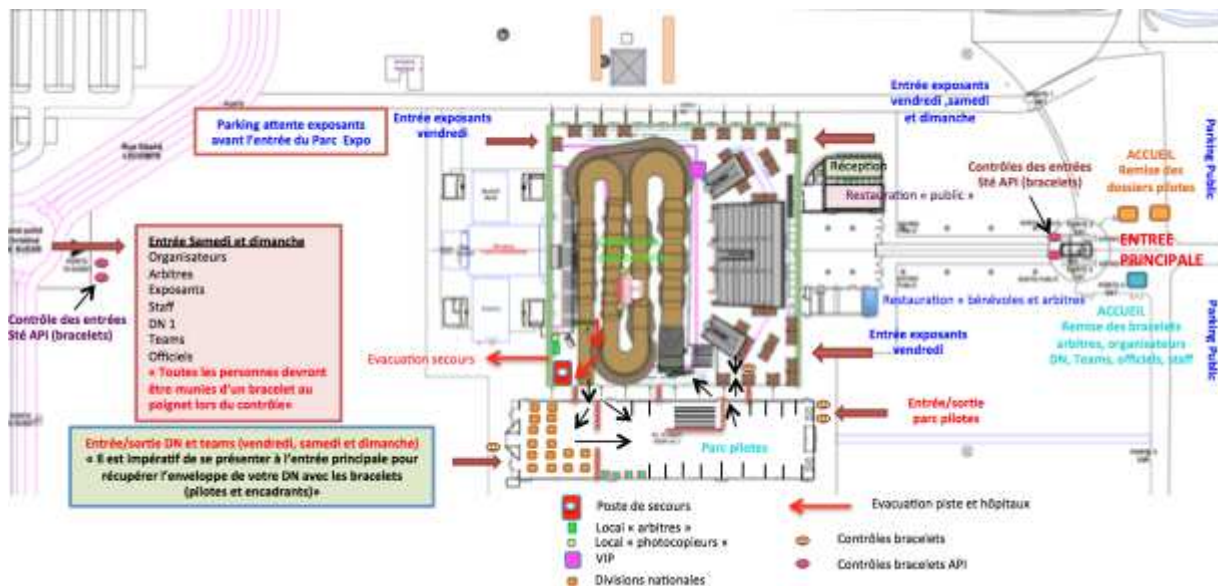 Parking attente exposants
avant l'entrée du Parc Expo
Entrée exposants
vendredi
Entrée exposants
vendredi ,samedi
et dimanche
Parking Public
Réception
Restauration « public »
Contrôles des entrées
Sté API (bracelets)
ACCUEIL
Remise des
dossiers pilotes
ENTREE
PRINCIPALE
Entrée Samedi et dimanche
Organisateurs
Arbitres
Exposants
Staff
DN 1
Teams
Officiels
« Toutes les personnes devront
être munies d'un bracelet au
poignet lors du contrôle»
Contrôle des entrées
Sté API (bracelets)
Restauration « bénévoles et arbitres
ACCUEIL
Remise des bracelets
arbitres, organisateurs
DN, Teams, officiels, staff
Parking Public
Evacuation secours
Entrée exposants
vendredi
Entrée/sortie
parc pilotes
Parc pilotes
Entrée/sortie DN et teams (vendredi, samedi et dimanche)
« Il est impératif de se présenter à l'entrée principale pour
récupérer l'enveloppe de votre DN avec les bracelets
(pilotes et encadrants)»
Poste de secours
Local « arbitres »
Local « photocopieurs »
VIP
Divisions nationales
Evacuation piste et hôpitaux
Contrôles bracelets
Contrôles bracelets API